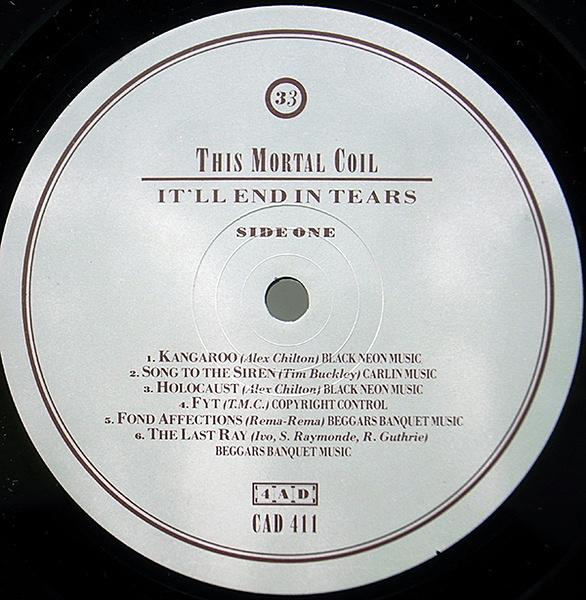 33
THIS MORTAL COIL
IT'LL END IN TEARS
SIDE ONE
1. KANGAROO (Alex Chilton) BLACK NEON MUSIC
2. SONG TO THE SIREN (Tim Buckley) CARLIN MUSIC
3. HOLOCAUST (Alex Chilton) BLACK NEON MUSIC
4. FYT (T.M.C.) COPYRIGHT CONTROL
5. FOND AFFECTIONS (Rema-Rema) BEGGARS BANQUET MUSIC
6. THE LAST RAY (Ivo, S. Raymonde, R. Guthrie)
BEGGARS BANQUET MUSIC
4AD
CAD 411